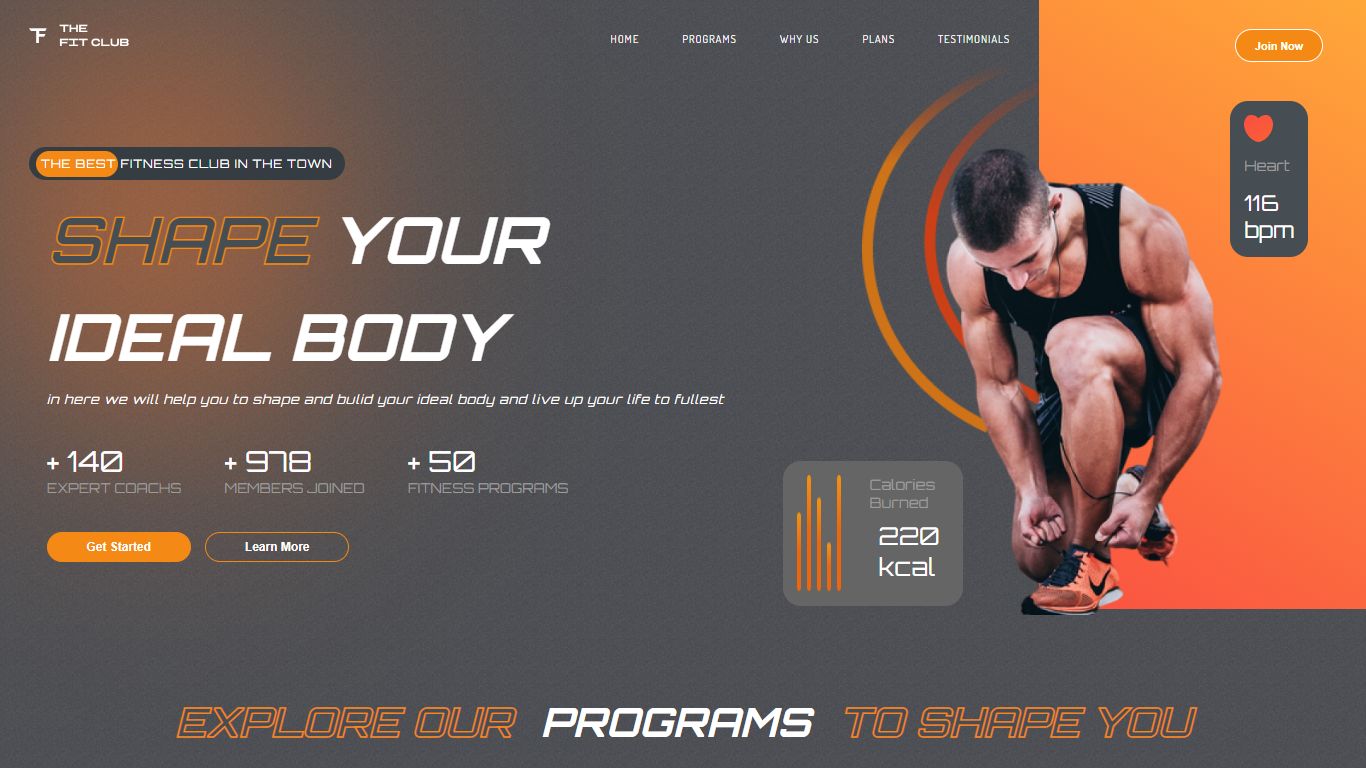 THE
FIT CLUB
HOME PROGRAMS WHY US PLANS TESTIMONIALS
Join Now
THE BEST FITNESS CLUB IN THE TOWN
SHAPE YOUR
IDEAL BODY
in here we will help you to shape and bulid your ideal body and live up your life to fullest
+ 140
EXPERT COACHS
+ 978
MEMBERS JOINED
+ 50
FITNESS PROGRAMS
Get Started
Learn More
Heart
116
bpm
Calories
Burned
220
kcal
EXPLORE OUR PROGRAMS TO SHAPE YOU